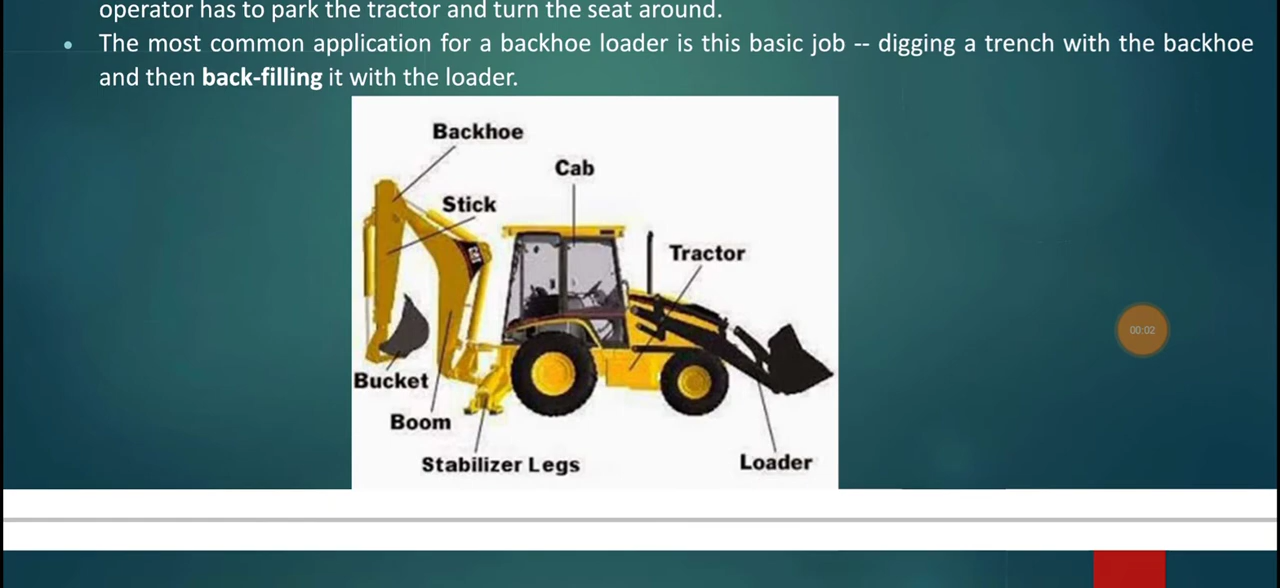 operator has to park the tractor and turn the seat around.
• The most common application for a backhoe loader is this basic job -- digging a trench with the backhoe
and then back-filling it with the loader.
Backhoe
Cab
Stick
CAT
Tractor
00:02
Bucket
Boom
Stabilizer Legs
Loader